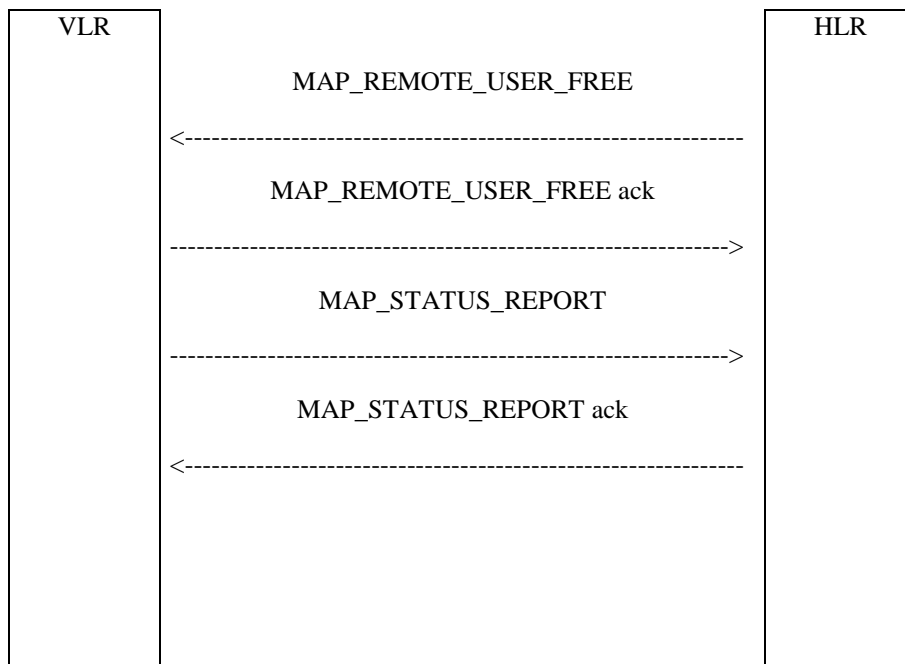 VLR HLR
MAP_REMOTE_USER_FREE
<----------------------------------------------------------------
MAP_REMOTE_USER_FREE ack
---------------------------------------------------------------->
MAP_STATUS_REPORT
---------------------------------------------------------------->
MAP_STATUS_REPORT ack
<----------------------------------------------------------------